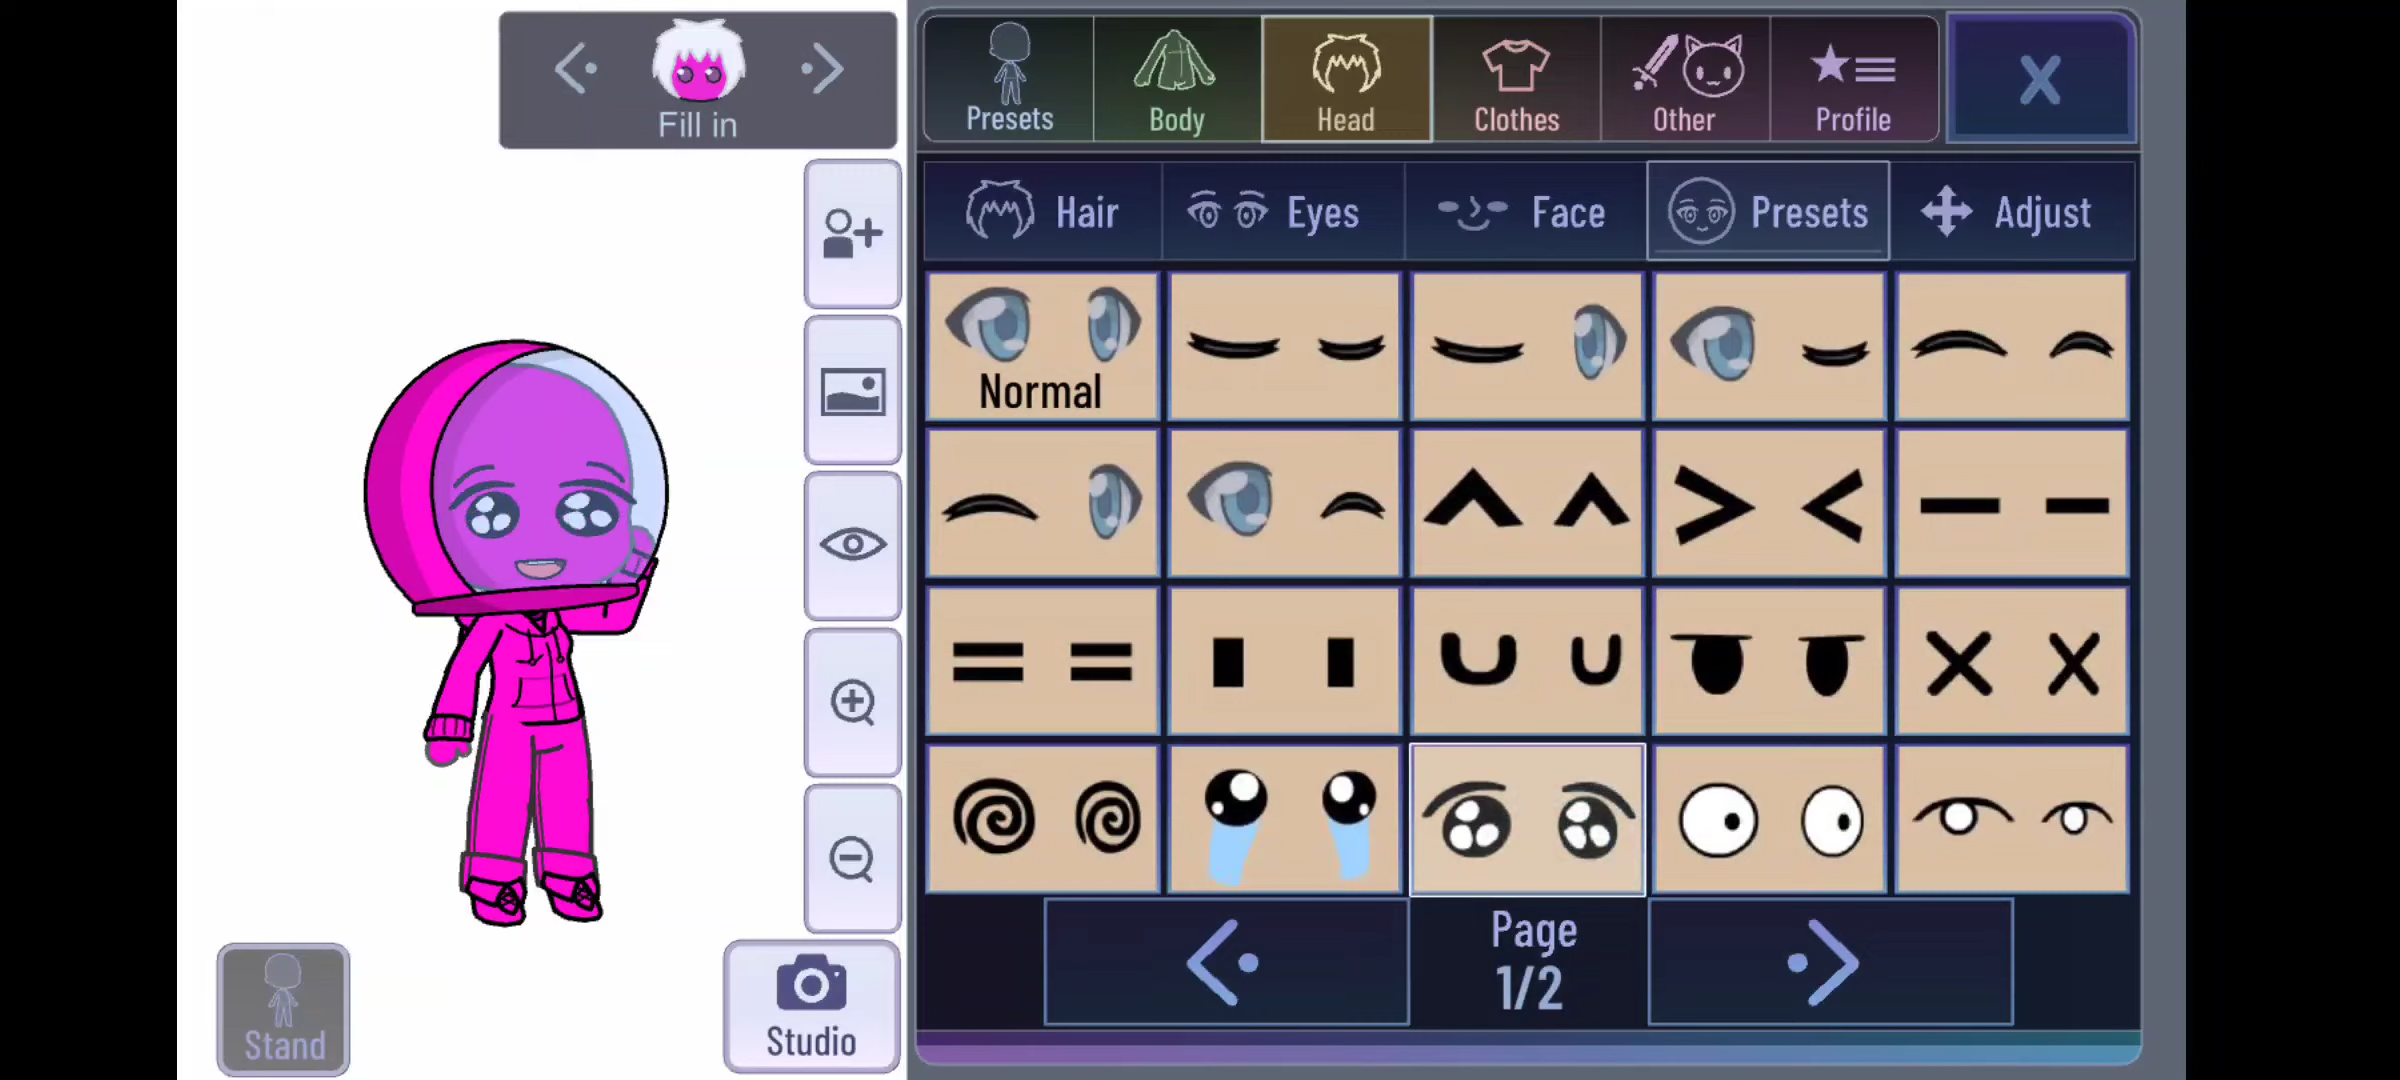 Fill in
Presets
Body
Head
Clothes
Other
Profile
X
Hair
Eyes
Face
Presets
Adjust
Normal
Page
1/2
Stand
Studio